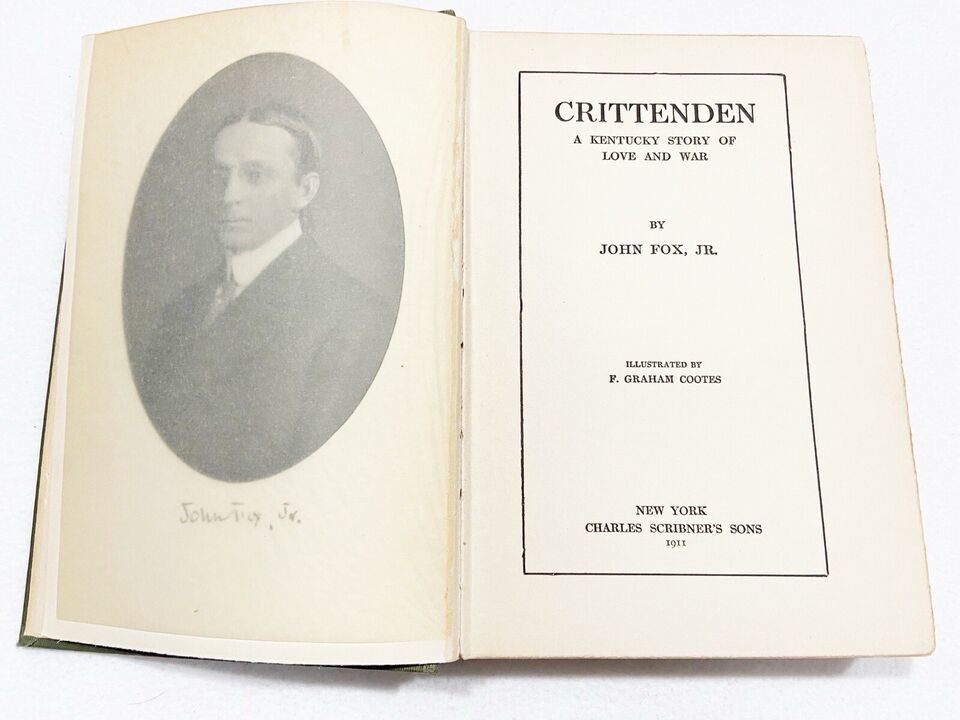 John Fox, Jr.
CRITTENDEN
A KENTUCKY STORY OF
LOVE AND WAR
BY
JOHN FOX, JR.
ILLUSTRATED BY
F. GRAHAM COOTES
NEW YORK
CHARLES SCRIBNER'S SONS
1911